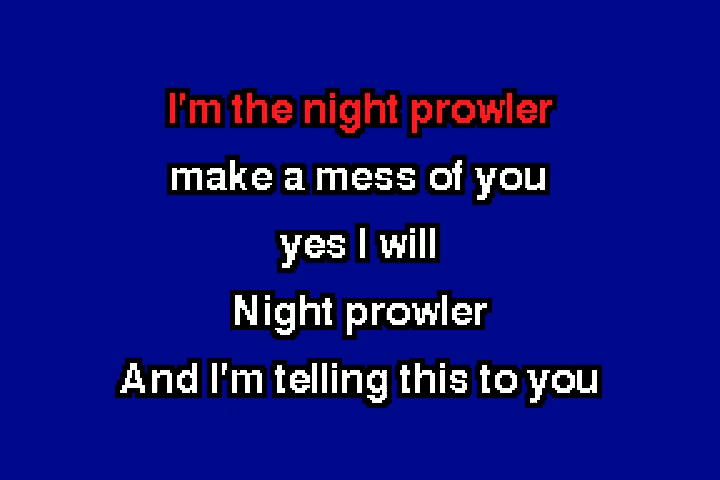 I'm the night prowler
make a mess of you
yes I will
Night prowler
And I'm telling this to you